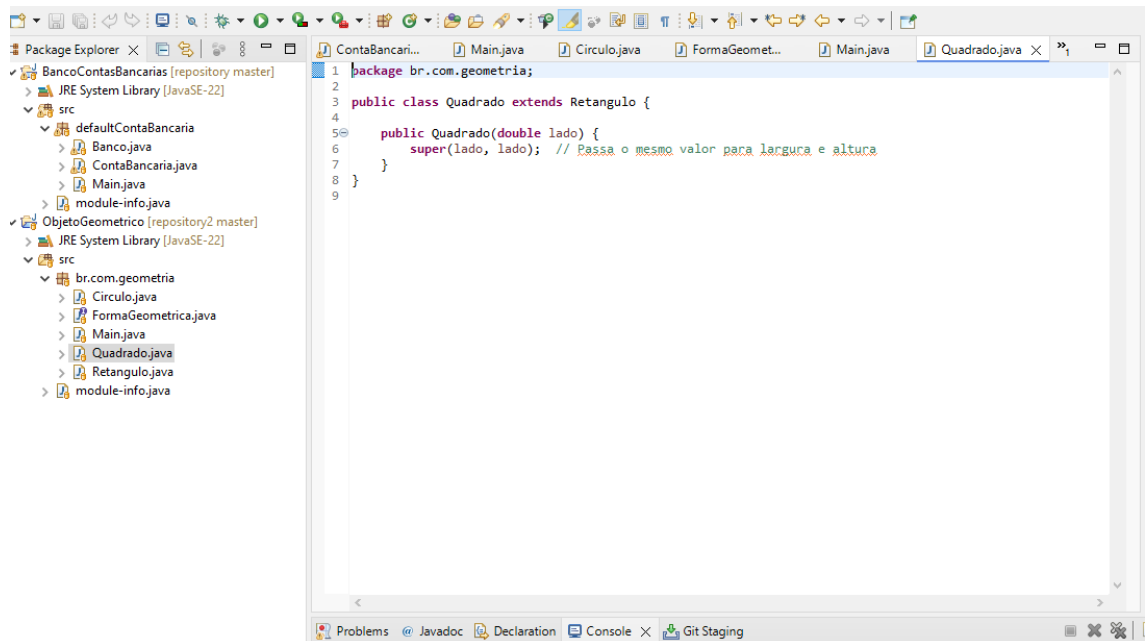 Package Explorer
BancoContasBancarias [repository master]
JRE System Library [JavaSE-22]
src
defaultContaBancaria
Banco.java
ContaBancaria.java
Main.java
module-info.java
ObjetoGeometrico [repository2 master]
JRE System Library [JavaSE-22]
src
br.com.geometria
Circulo.java
FormaGeometrica.java
Main.java
Quadrado.java
Retangulo.java
module-info.java
ContaBancari... Main.java Circulo.java FormaGeomet... Main.java Quadrado.java »1
1 package br.com.geometria;
2
3 public class Quadrado extends Retangulo {
4
5 public Quadrado(double lado) {
6 super(lado, lado); // Passa o mesmo valor para largura e altura
7 }
8 }
9
Problems @ Javadoc Declaration Console Git Staging